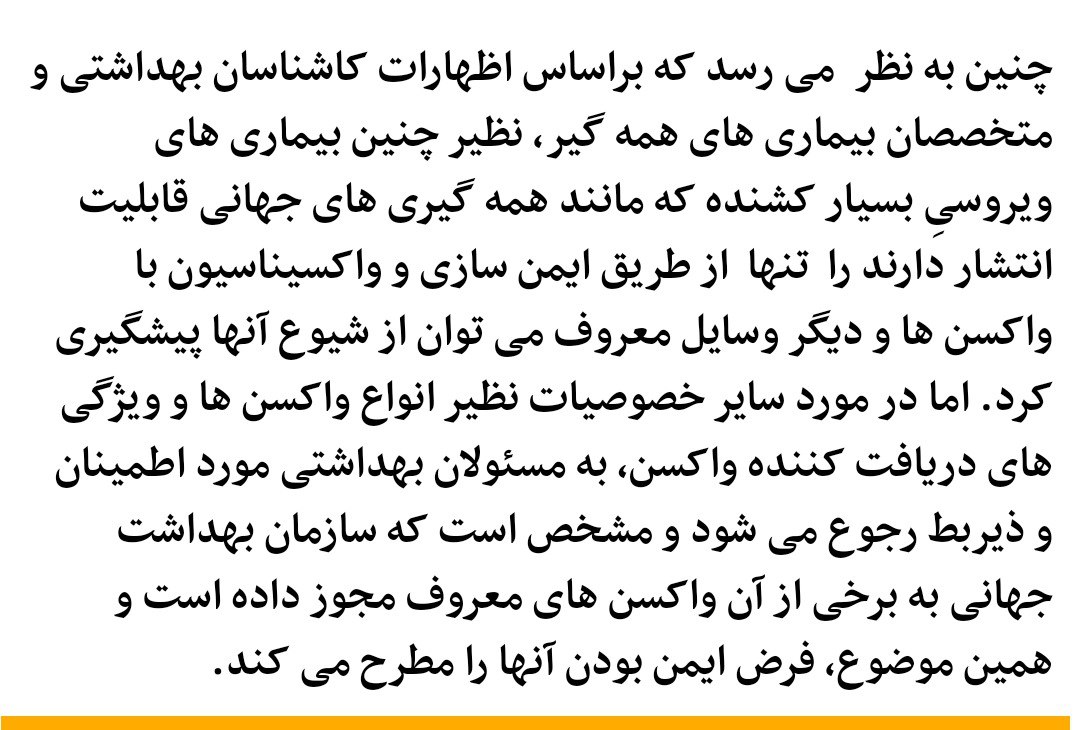 چنین به نظر می رسد که براساس اظهارات کاشناسان بهداشتی و
متخصصان بیماری های همه گیر، نظیر چنین بیماری های
ویروسیِ بسیار کشنده که مانند همه گیری های جهانی قابلیت
انتشار دارند را تنها از طریق ایمن سازی و واکسیناسیون با
واکسن ها و دیگر وسایل معروف می توان از شیوع آنها پیشگیری
کرد. اما در مورد سایر خصوصیات نظیر انواع واکسن ها و ویژگی
های دریافت کننده واکسن، به مسئولان بهداشتی مورد اطمینان
و ذیربط رجوع می شود و مشخص است که سازمان بهداشت
جهانی به برخی از آن واکسن های معروف مجوز داده است و
همین موضوع، فرض ایمن بودن آنها را مطرح می کند.